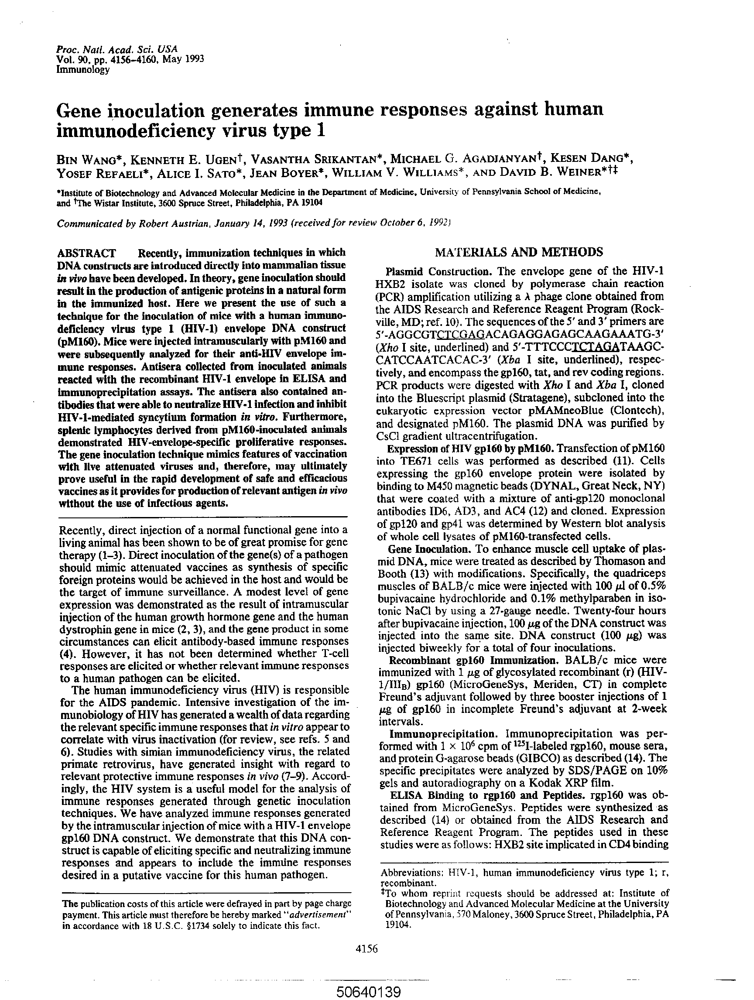 Proc. Natl. Acad. Sci. USA
Vol. 90, pp. 4156-4160, May 1993
Immunology
Gene inoculation generates immune responses against human
immunodeficiency virus type 1
BIN WANG*, KENNETH E. UGEN†, VASANTHA SRIKANTAN*, MICHAEL G. AGADJANYAN†, KESEN DANG*,
YOSEF REFAELI*, ALICE I. SATO*, JEAN BOYER*, WILLIAM V. WILLIAMS*, AND DAVID B. WEINER*†‡
*Institute of Biotechnology and Advanced Molecular Medicine in the Department of Medicine, University of Pennsylvania School of Medicine,
and †The Wistar Institute, 3600 Spruce Street, Philadelphia, PA 19104
Communicated by Robert Austrian, January 14, 1993 (received for review October 6, 1992)
ABSTRACT Recently, immunization techniques in which
DNA constructs are introduced directly into mammalian tissue
in vivo have been developed. In theory, gene inoculation should
result in the production of antigenic proteins in a natural form
in the immunized host. Here we present the use of such a
technique for the inoculation of mice with a human immuno-
deficiency virus type 1 (HIV-1) envelope DNA construct
(pM160). Mice were injected intramuscularly with pM160 and
were subsequently analyzed for their anti-HIV envelope im-
mune responses. Antisera collected from inoculated animals
reacted with the recombinant HIV-1 envelope in ELISA and
immunoprecipitation assays. The antisera also contained an-
tibodies that were able to neutralize HIV-1 infection and inhibit
HIV-1-mediated syncytium formation in vitro. Furthermore,
splenic lymphocytes derived from pM160-inoculated animals
demonstrated HIV-envelope-specific proliferative responses.
The gene inoculation technique mimics features of vaccination
with live attenuated viruses and, therefore, may ultimately
prove useful in the rapid development of safe and efficacious
vaccines as it provides for production of relevant antigen in vivo
without the use of infectious agents.
Recently, direct injection of a normal functional gene into a
living animal has been shown to be of great promise for gene
therapy (1-3). Direct inoculation of the gene(s) of a pathogen
should mimic attenuated vaccines as synthesis of specific
foreign proteins would be achieved in the host and would be
the target of immune surveillance. A modest level of gene
expression was demonstrated as the result of intramuscular
injection of the human growth hormone gene and the human
dystrophin gene in mice (2, 3), and the gene product in some
circumstances can elicit antibody-based immune responses
(4). However, it has not been determined whether T-cell
responses are elicited or whether relevant immune responses
to a human pathogen can be elicited.
The human immunodeficiency virus (HIV) is responsible
for the AIDS pandemic. Intensive investigation of the im-
munobiology of HIV has generated a wealth of data regarding
the relevant specific immune responses that in vitro appear to
correlate with virus inactivation (for review, see refs. 5 and
6). Studies with simian immunodeficiency virus, the related
primate retrovirus, have generated insight with regard to
relevant protective immune responses in vivo (7-9). Accord-
ingly, the HIV system is a useful model for the analysis of
immune responses generated through genetic inoculation
techniques. We have analyzed immune responses generated
by the intramuscular injection of mice with a HIV-1 envelope
gp160 DNA construct. We demonstrate that this DNA con-
struct is capable of eliciting specific and neutralizing immune
responses and appears to include the immune responses
desired in a putative vaccine for this human pathogen.
The publication costs of this article were defrayed in part by page charge
payment. This article must therefore be hereby marked "advertisement"
in accordance with 18 U.S.C. §1734 solely to indicate this fact.
MATERIALS AND METHODS
Plasmid Construction. The envelope gene of the HIV-1
HXB2 isolate was cloned by polymerase chain reaction
(PCR) amplification utilizing a λ phage clone obtained from
the AIDS Research and Reference Reagent Program (Rock-
ville, MD; ref. 10). The sequences of the 5' and 3' primers are
5'-AGGCGTCTCGAGACAGAGGAGAGCAAGAAATG-3'
(Xho I site, underlined) and 5'-TTTCCCTCTAGATAAGC-
CATCCAATCACAC-3' (Xba I site, underlined), respec-
tively, and encompass the gp160, tat, and rev coding regions.
PCR products were digested with Xho I and Xba I, cloned
into the Bluescript plasmid (Stratagene), subcloned into the
eukaryotic expression vector pMAMneoBlue (Clontech),
and designated pM160. The plasmid DNA was purified by
CsCl gradient ultracentrifugation.
Expression of HIV gp160 by pM160. Transfection of pM160
into TE671 cells was performed as described (11). Cells
expressing the gp160 envelope protein were isolated by
binding to M450 magnetic beads (DYNAL, Great Neck, NY)
that were coated with a mixture of anti-gp120 monoclonal
antibodies ID6, AD3, and AC4 (12) and cloned. Expression
of gp120 and gp41 was determined by Western blot analysis
of whole cell lysates of pM160-transfected cells.
Gene Inoculation. To enhance muscle cell uptake of plas-
mid DNA, mice were treated as described by Thomason and
Booth (13) with modifications. Specifically, the quadriceps
muscles of BALB/c mice were injected with 100 μl of 0.5%
bupivacaine hydrochloride and 0.1% methylparaben in iso-
tonic NaCl by using a 27-gauge needle. Twenty-four hours
after bupivacaine injection, 100 μg of the DNA construct was
injected into the same site. DNA construct (100 μg) was
injected biweekly for a total of four inoculations.
Recombinant gp160 Immunization. BALB/c mice were
immunized with 1 μg of glycosylated recombinant (r) (HIV-
1/IIIB) gp160 (MicroGeneSys, Meriden, CT) in complete
Freund's adjuvant followed by three booster injections of 1
μg of gp160 in incomplete Freund's adjuvant at 2-week
intervals.
Immunoprecipitation. Immunoprecipitation was per-
formed with 1 × 10⁶ cpm of ¹²⁵I-labeled rgp160, mouse sera,
and protein G-agarose beads (GIBCO) as described (14). The
specific precipitates were analyzed by SDS/PAGE on 10%
gels and autoradiography on a Kodak XRP film.
ELISA Binding to rgp160 and Peptides. rgp160 was ob-
tained from MicroGeneSys. Peptides were synthesized as
described (14) or obtained from the AIDS Research and
Reference Reagent Program. The peptides used in these
studies were as follows: HXB2 site implicated in CD4 binding
Abbreviations: HIV-1, human immunodeficiency virus type 1; r,
recombinant.
‡To whom reprint requests should be addressed at: Institute of
Biotechnology and Advanced Molecular Medicine at the University
of Pennsylvania, 570 Maloney, 3600 Spruce Street, Philadelphia, PA
19104.
4156
50640139